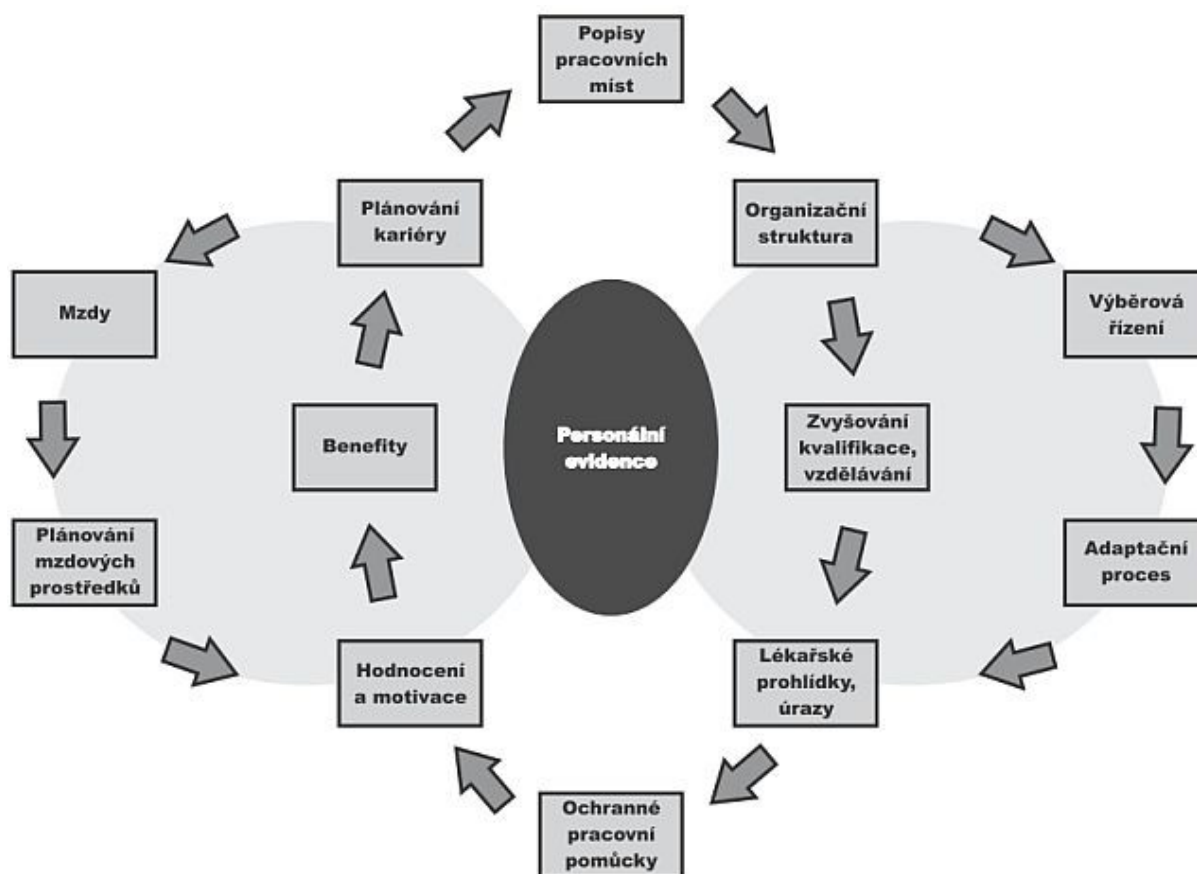 Popisy
pracovních
míst
Plánování
kariéry
Organizační
struktura
Mzdy
Výběrová
řízení
Benefity
Personální
evidence
Zvyšování
kvalifikace,
vzdělávání
Plánování
mzdových
prostředků
Adaptační
proces
Hodnocení
a motivace
Lékařské
prohlídky,
úrazy
Ochranné
pracovní
pomůcky